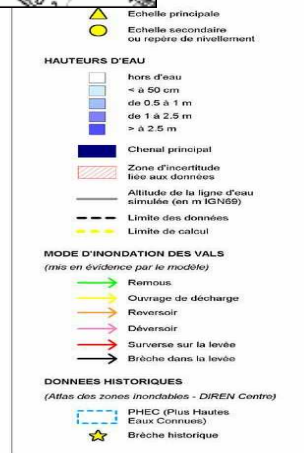 Echelle principale
Echelle secondaire
ou repère de nivellement
HAUTEURS D'EAU
hors d'eau
< à 50 cm
de 0.5 à 1 m
de 1 à 2.5 m
> à 2.5 m
Chenal principal
Zone d'incertitude
liée aux données
Altitude de la ligne d'eau
simulée (en m IGN69)
Limite des données
Limite de calcul
MODE D'INONDATION DES VALS
(mis en évidence par le modèle)
Remous
Ouvrage de décharge
Reversoir
Déversoir
Surverse sur la levée
Brèche dans la levée
DONNEES HISTORIQUES
(Atlas des zones inondables - DIREN Centre)
PHEC (Plus Hautes
Eaux Connues)
Brèche historique